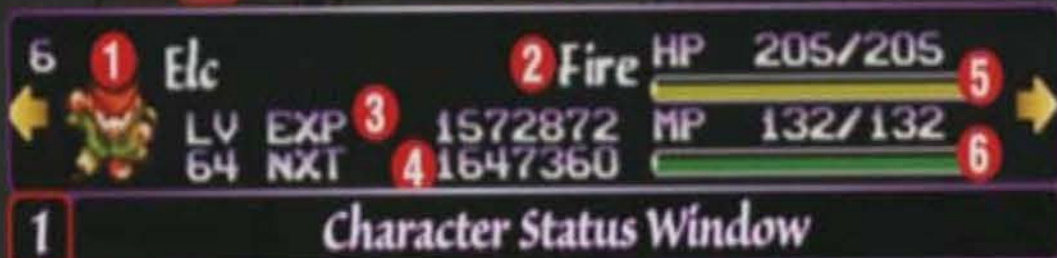 6 1 Elc 2 Fire HP 205/205 5
LV EXP 3 1572872 MP 132/132
64 NXT 4 1647360 6
1 Character Status Window